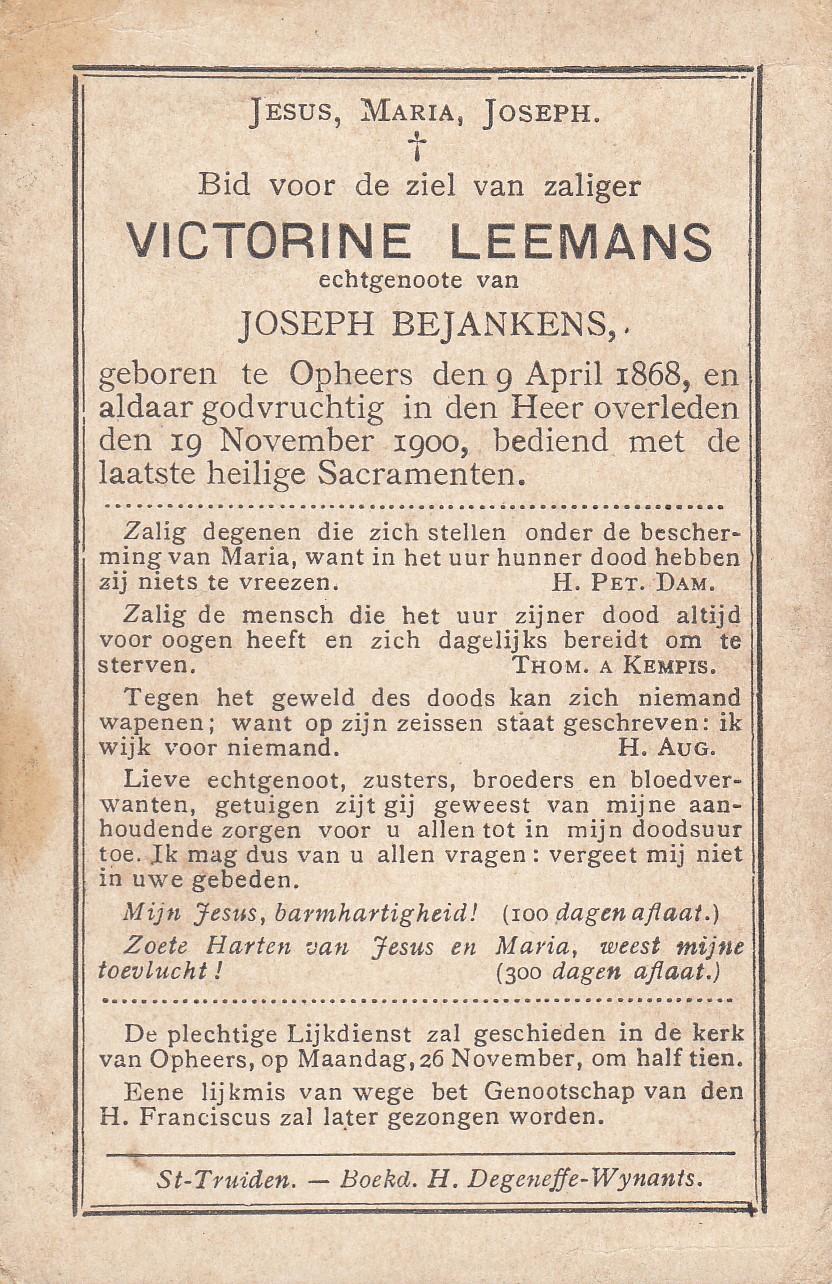 JESUS, MARIA, JOSEPH.
†
Bid voor de ziel van zaliger
VICTORINE LEEMANS
echtgenoote van
JOSEPH BEJANKENS,.
geboren te Opheers den 9 April 1868, en
aldaar godvruchtig in den Heer overleden
den 19 November 1900, bediend met de
laatste heilige Sacramenten.
Zalig degenen die zich stellen onder de bescher-
ming van Maria, want in het uur hunner dood hebben
zij niets te vreezen. H. PET. DAM.
Zalig de mensch die het uur zijner dood altijd
voor oogen heeft en zich dagelijks bereidt om te
sterven. THOM. A KEMPIS.
Tegen het geweld des doods kan zich niemand
wapenen; want op zijn zeissen staat geschreven: ik
wijk voor niemand. H. AUG.
Lieve echtgenoot, zusters, broeders en bloedver-
wanten, getuigen zijt gij geweest van mijne aan-
houdende zorgen voor u allen tot in mijn doodsuur
toe. Ik mag dus van u allen vragen: vergeet mij niet
in uwe gebeden.
Mijn Jesus, barmhartigheid! (100 dagen aflaat.)
Zoete Harten van Jesus en Maria, weest mijne
toevlucht! (300 dagen aflaat.)
De plechtige Lijkdienst zal geschieden in de kerk
van Opheers, op Maandag, 26 November, om half tien.
Eene lijkmis van wege bet Genootschap van den
H. Franciscus zal later gezongen worden.
St-Truiden. — Boekd. H. Degeneffe-Wynants.